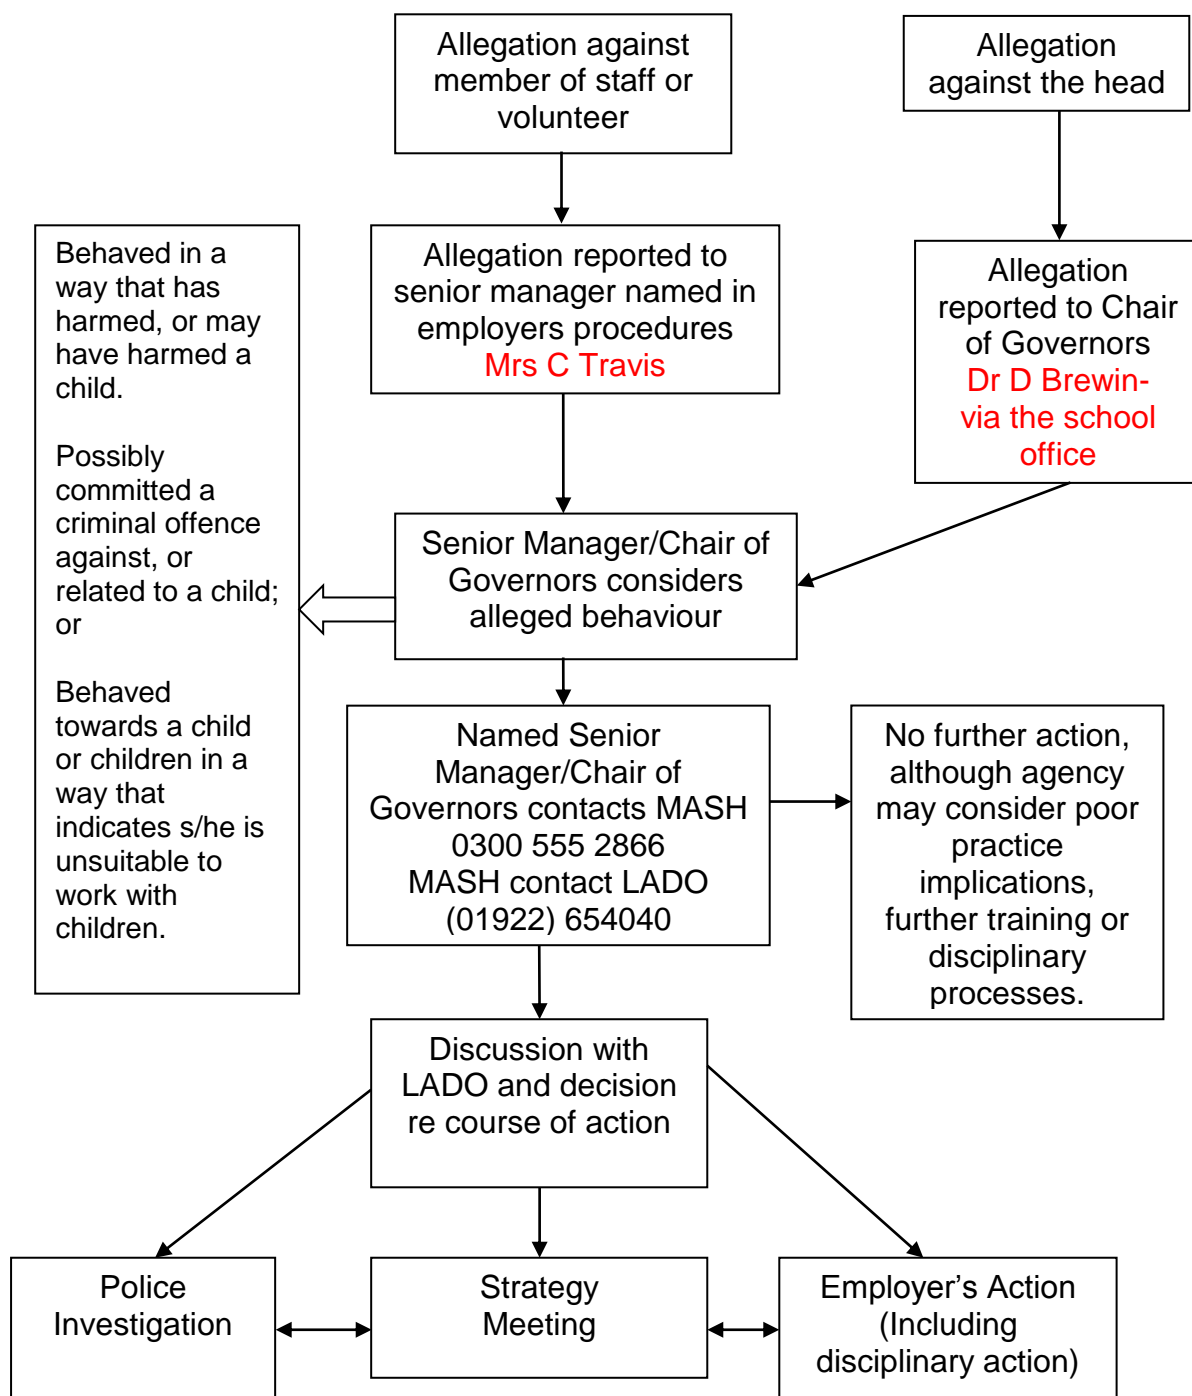 Allegation against
member of staff or
volunteer
Allegation
against the head
Behaved in a
way that has
harmed, or may
have harmed a
child.
Possibly
committed a
criminal offence
against, or
related to a child;
or
Behaved
towards a child
or children in a
way that
indicates s/he is
unsuitable to
work with
children.
Allegation reported to
senior manager named in
employers procedures
Mrs C Travis
Allegation
reported to Chair
of Governors
Dr D Brewin-
via the school
office
Senior Manager/Chair of
Governors considers
alleged behaviour
Named Senior
Manager/Chair of
Governors contacts MASH
0300 555 2866
MASH contact LADO
(01922) 654040
No further action,
although agency
may consider poor
practice
implications,
further training or
disciplinary
processes.
Discussion with
LADO and decision
re course of action
Police
Investigation
Strategy
Meeting
Employer’s Action
(Including
disciplinary action)